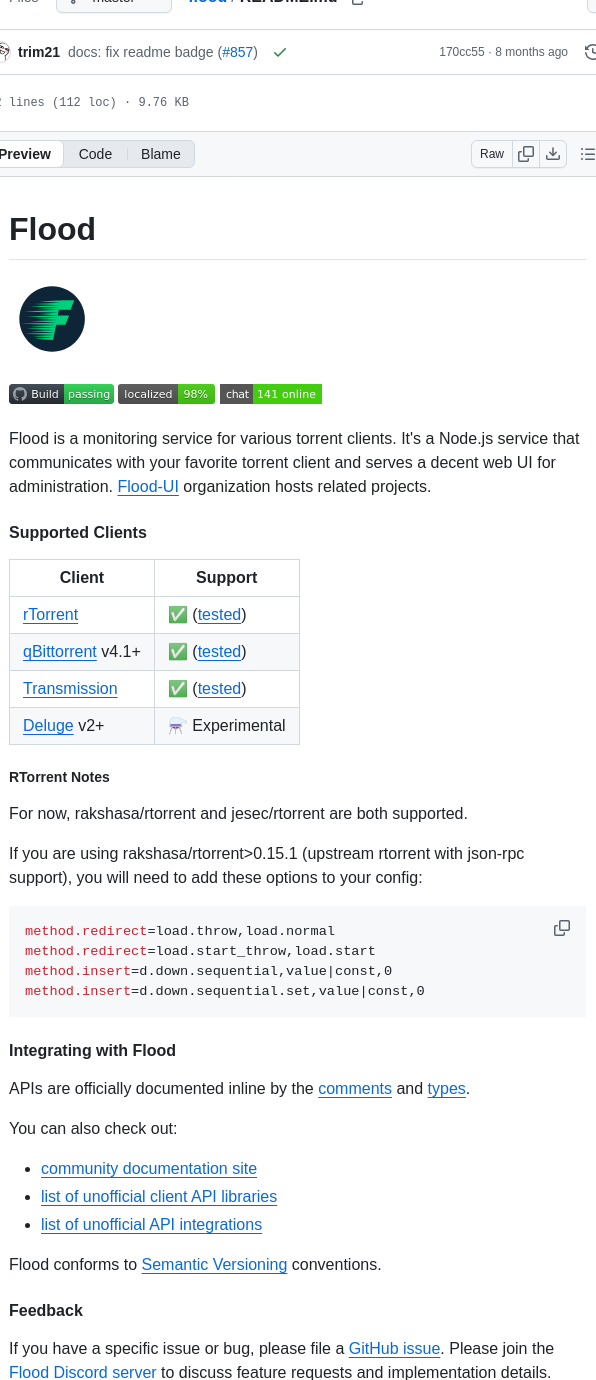 trim21 docs: fix readme badge (#857) 170cc55 · 8 months ago
lines (112 loc) · 9.76 KB
Preview Code Blame Raw
Flood
Build passing localized 98% chat 141 online
Flood is a monitoring service for various torrent clients. It's a Node.js service that
communicates with your favorite torrent client and serves a decent web UI for
administration. Flood-UI organization hosts related projects.
Supported Clients
Client Support
rTorrent ✅ (tested)
qBittorrent v4.1+ ✅ (tested)
Transmission ✅ (tested)
Deluge v2+ ⚗️ Experimental
RTorrent Notes
For now, rakshasa/rtorrent and jesec/rtorrent are both supported.
If you are using rakshasa/rtorrent>0.15.1 (upstream rtorrent with json-rpc
support), you will need to add these options to your config:
method.redirect=load.throw,load.normal
method.redirect=load.start_throw,load.start
method.insert=d.down.sequential,value|const,0
method.insert=d.down.sequential.set,value|const,0
Integrating with Flood
APIs are officially documented inline by the comments and types.
You can also check out:
• community documentation site
• list of unofficial client API libraries
• list of unofficial API integrations
Flood conforms to Semantic Versioning conventions.
Feedback
If you have a specific issue or bug, please file a GitHub issue. Please join the
Flood Discord server to discuss feature requests and implementation details.